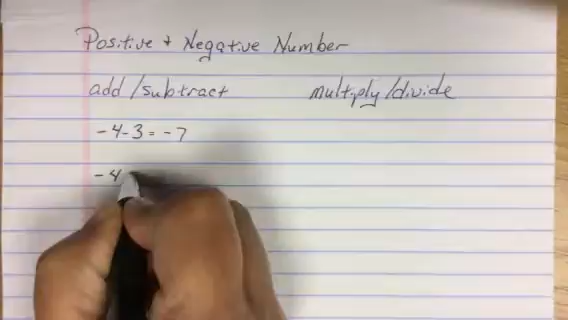 Positive + Negative Number
add/subtract multiply/divide
-4-3=-7
-4